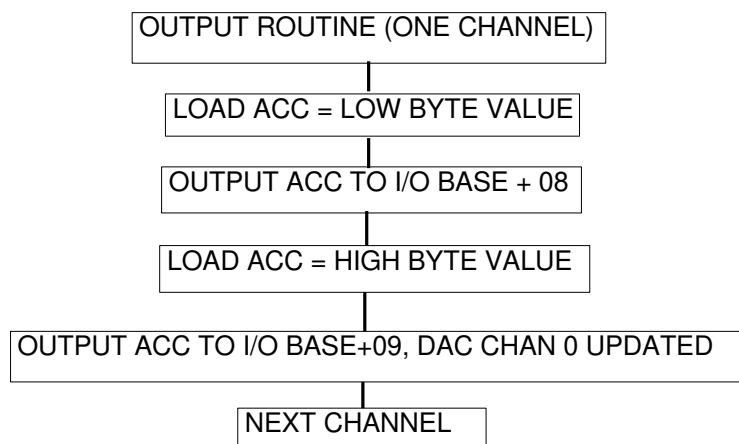 OUTPUT ROUTINE (ONE CHANNEL)
LOAD ACC = LOW BYTE VALUE
OUTPUT ACC TO I/O BASE + 08
LOAD ACC = HIGH BYTE VALUE
OUTPUT ACC TO I/O BASE+09, DAC CHAN 0 UPDATED
NEXT CHANNEL